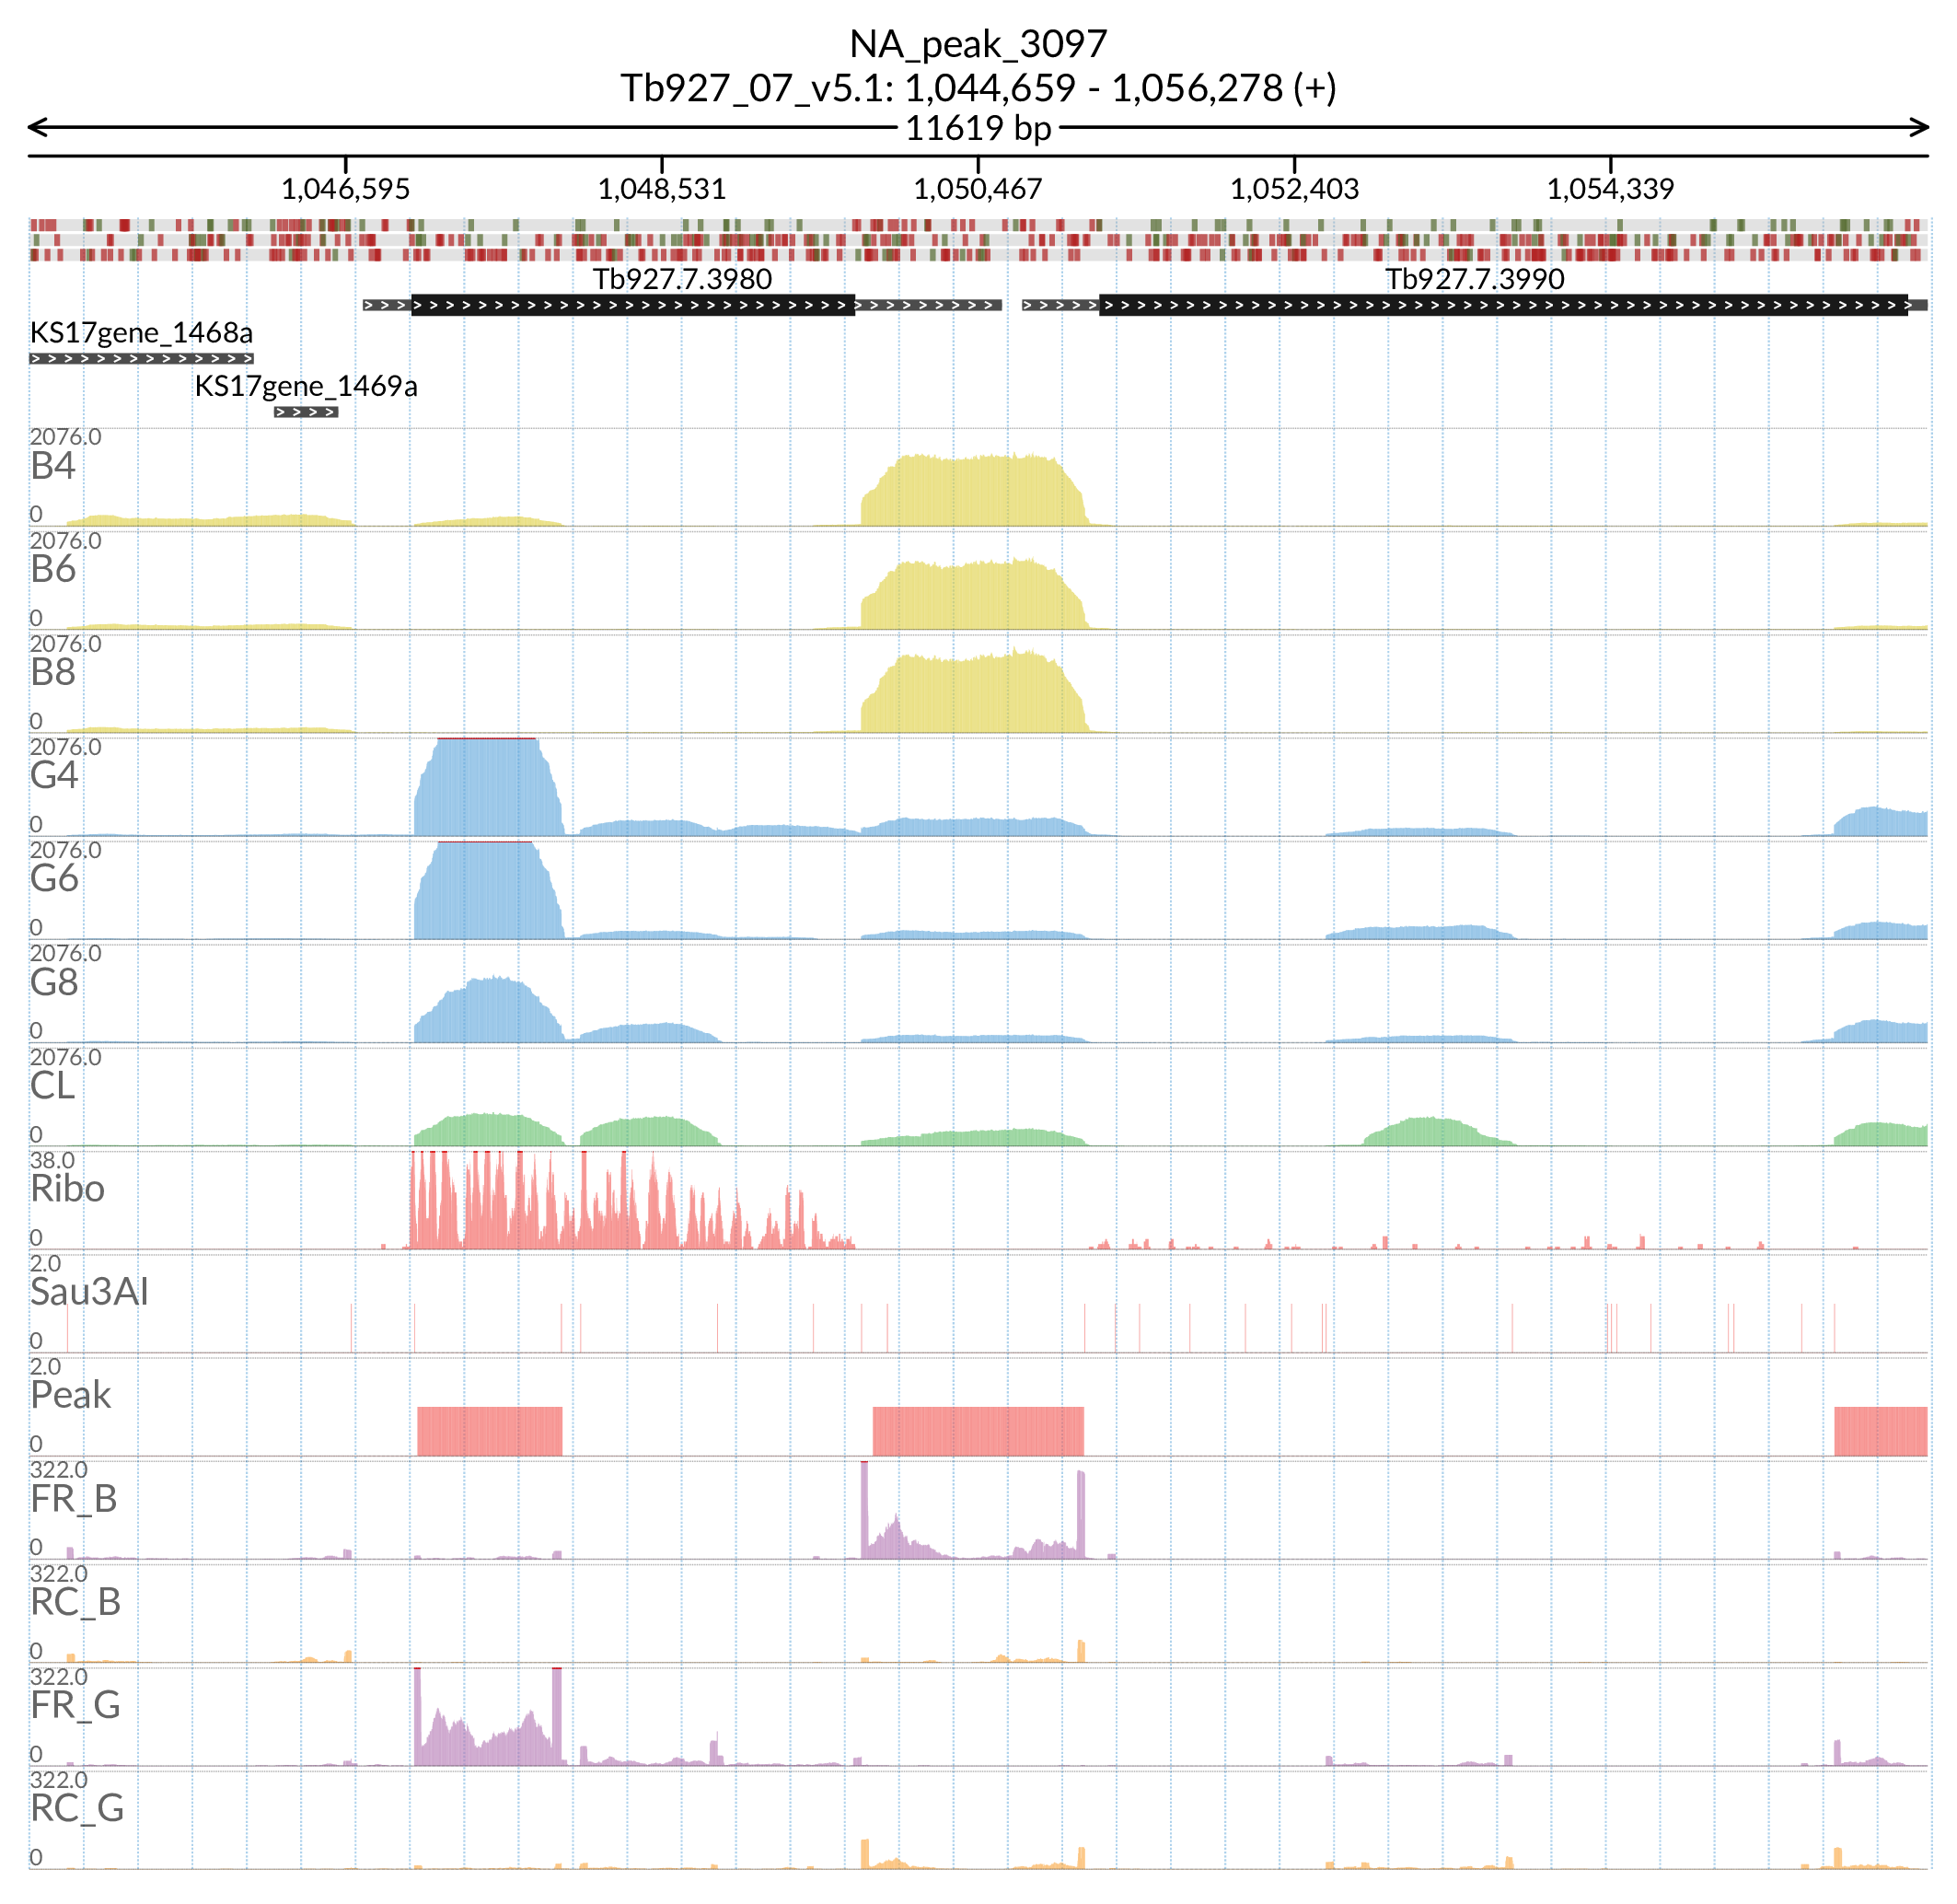 NA_peak_3097
Tb927_07_v5.1: 1,044,659 - 1,056,278 (+)
11619 bp
1,046,595 1,048,531 1,050,467 1,052,403 1,054,339
Tb927.7.3980 Tb927.7.3990
KS17gene_1468a
KS17gene_1469a
2076.0
B4
0
2076.0
B6
0
2076.0
B8
0
2076.0
G4
0
2076.0
G6
0
2076.0
G8
0
2076.0
CL
0
38.0
Ribo
0
2.0
Sau3AI
0
2.0
Peak
0
322.0
FR_B
0
322.0
RC_B
0
322.0
FR_G
0
322.0
RC_G
0